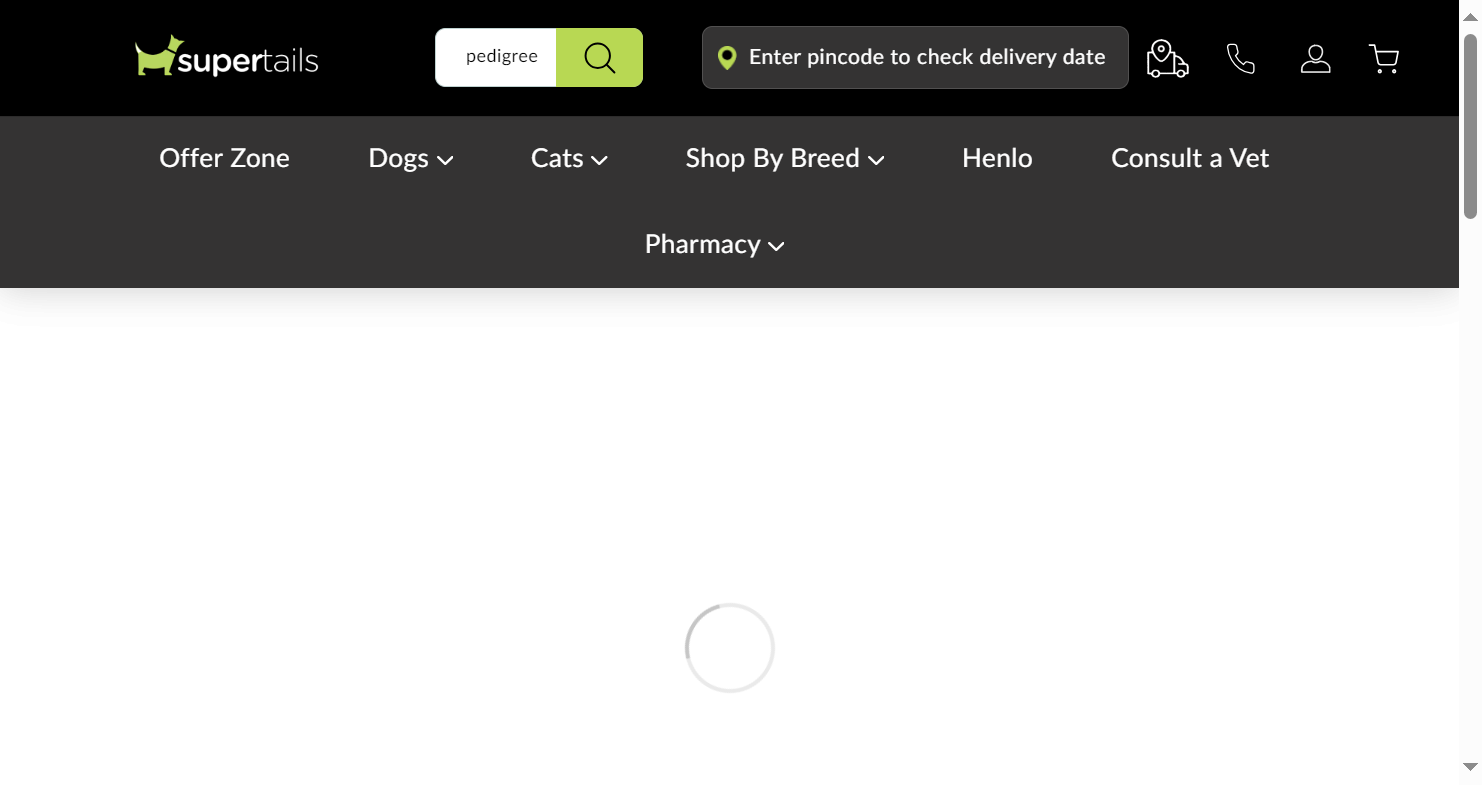 supertails
pedigree
Enter pincode to check delivery date
Offer Zone
Dogs
Cats
Shop By Breed
Henlo
Consult a Vet
Pharmacy